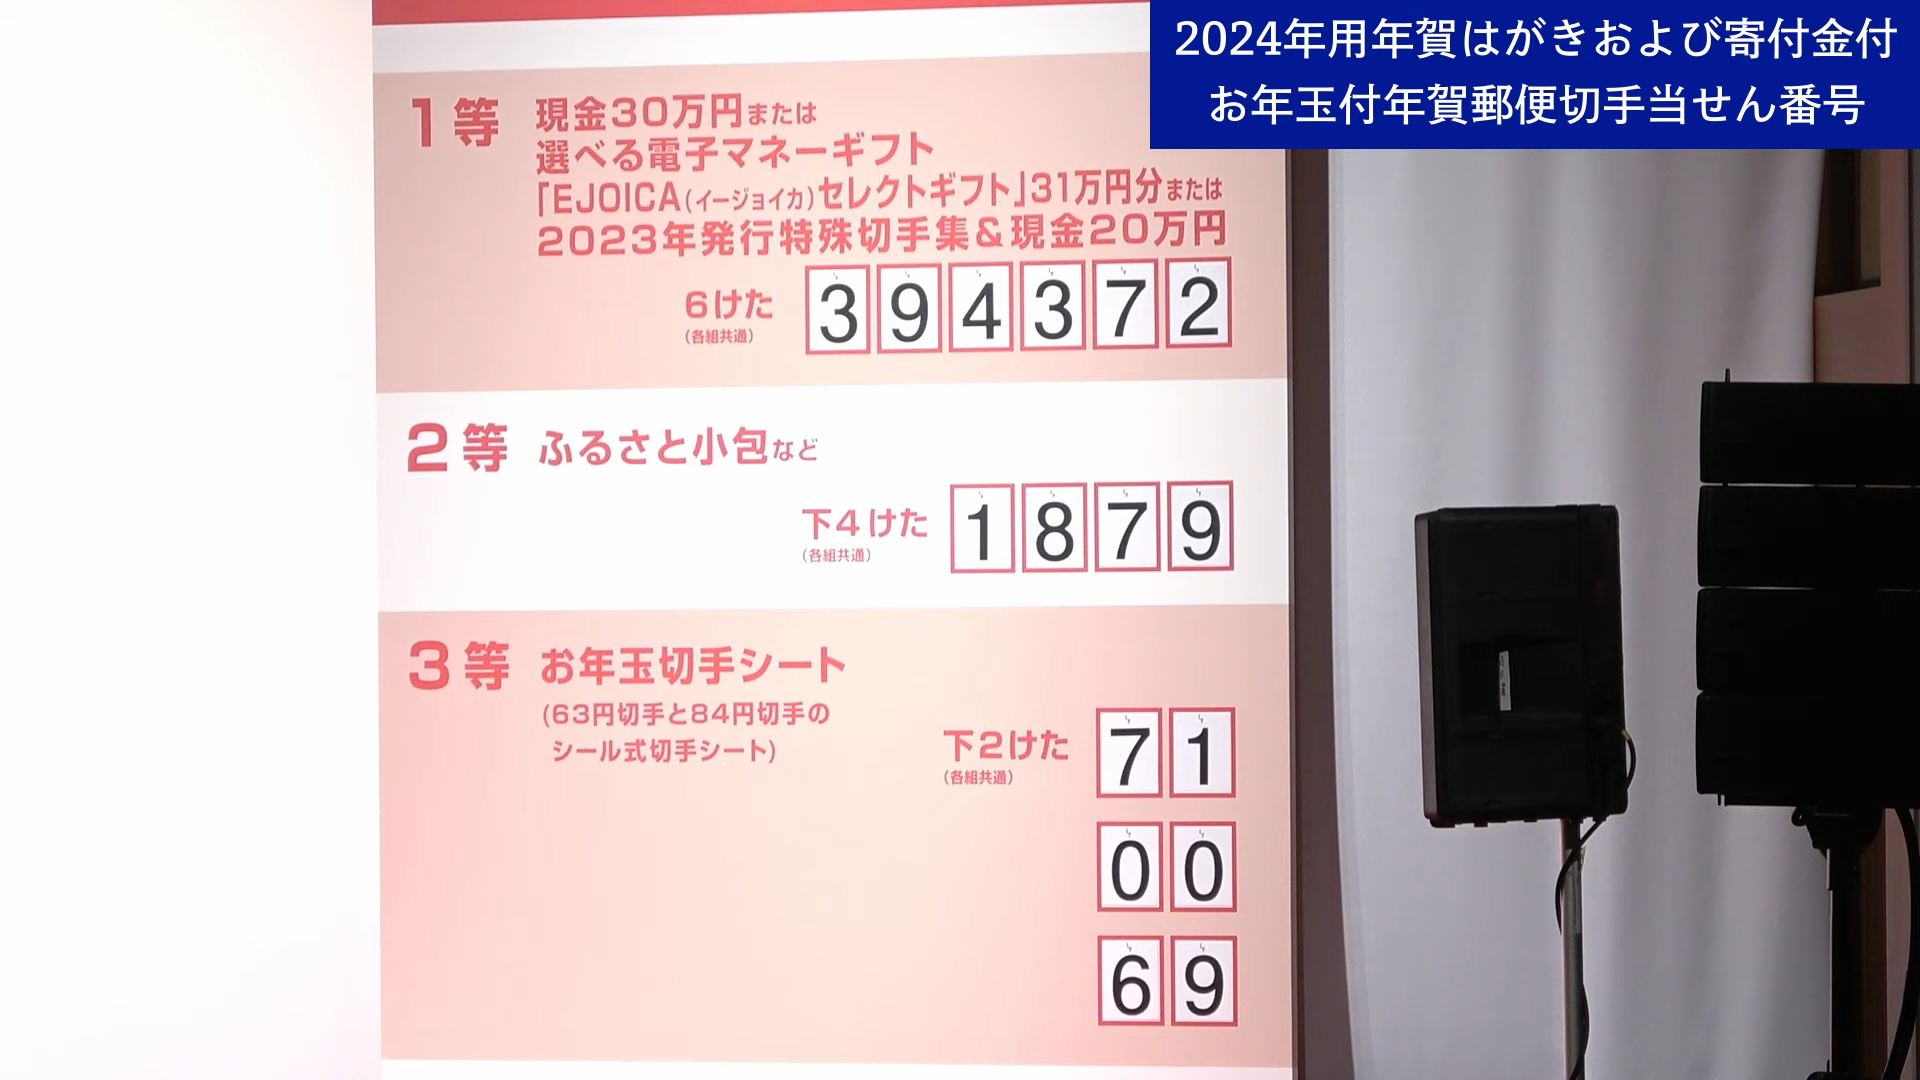 2024年用年賀はがきおよび寄付金付
お年玉付年賀郵便切手当せん番号
1等 現金30万円または
選べる電子マネーギフト
「EJOICA(イージョイカ)セレクトギフト」31万円分または
2023年発行特殊切手集&現金20万円
6けた 394372
(各組共通)
2等 ふるさと小包など
下4けた 1879
(各組共通)
3等 お年玉切手シート
(63円切手と84円切手の
シール式切手シート)
下2けた 71
(各組共通)
00
69